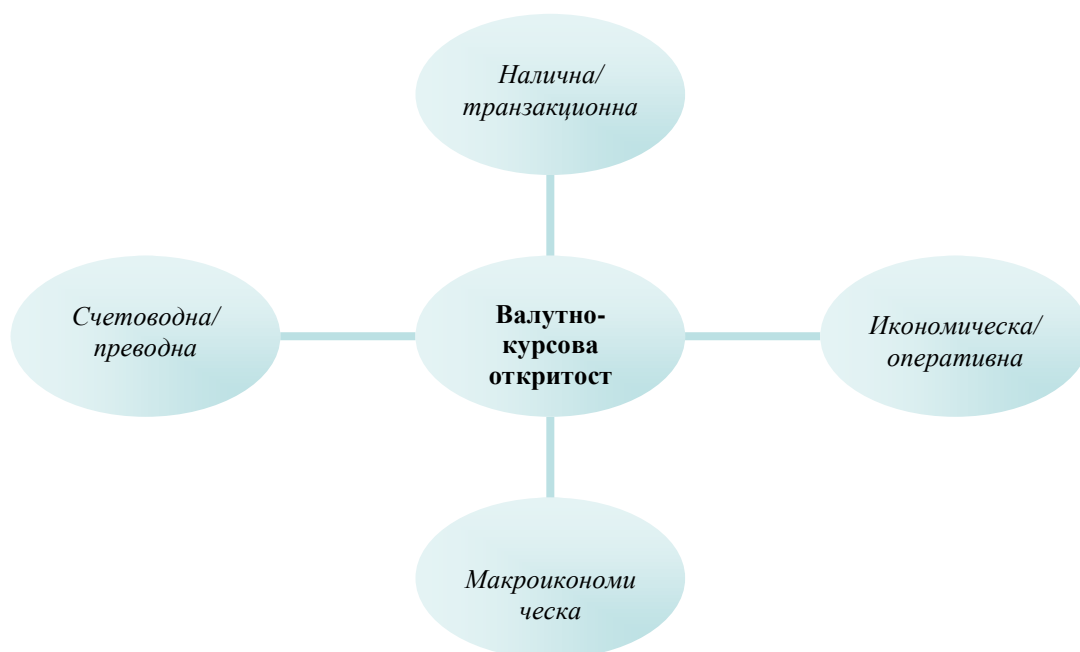 Налична/
транзакционна
Счетоводна/
преводна
Валутно-
курсова
откритост
Икономическа/
оперативна
Макроикономи
ческа